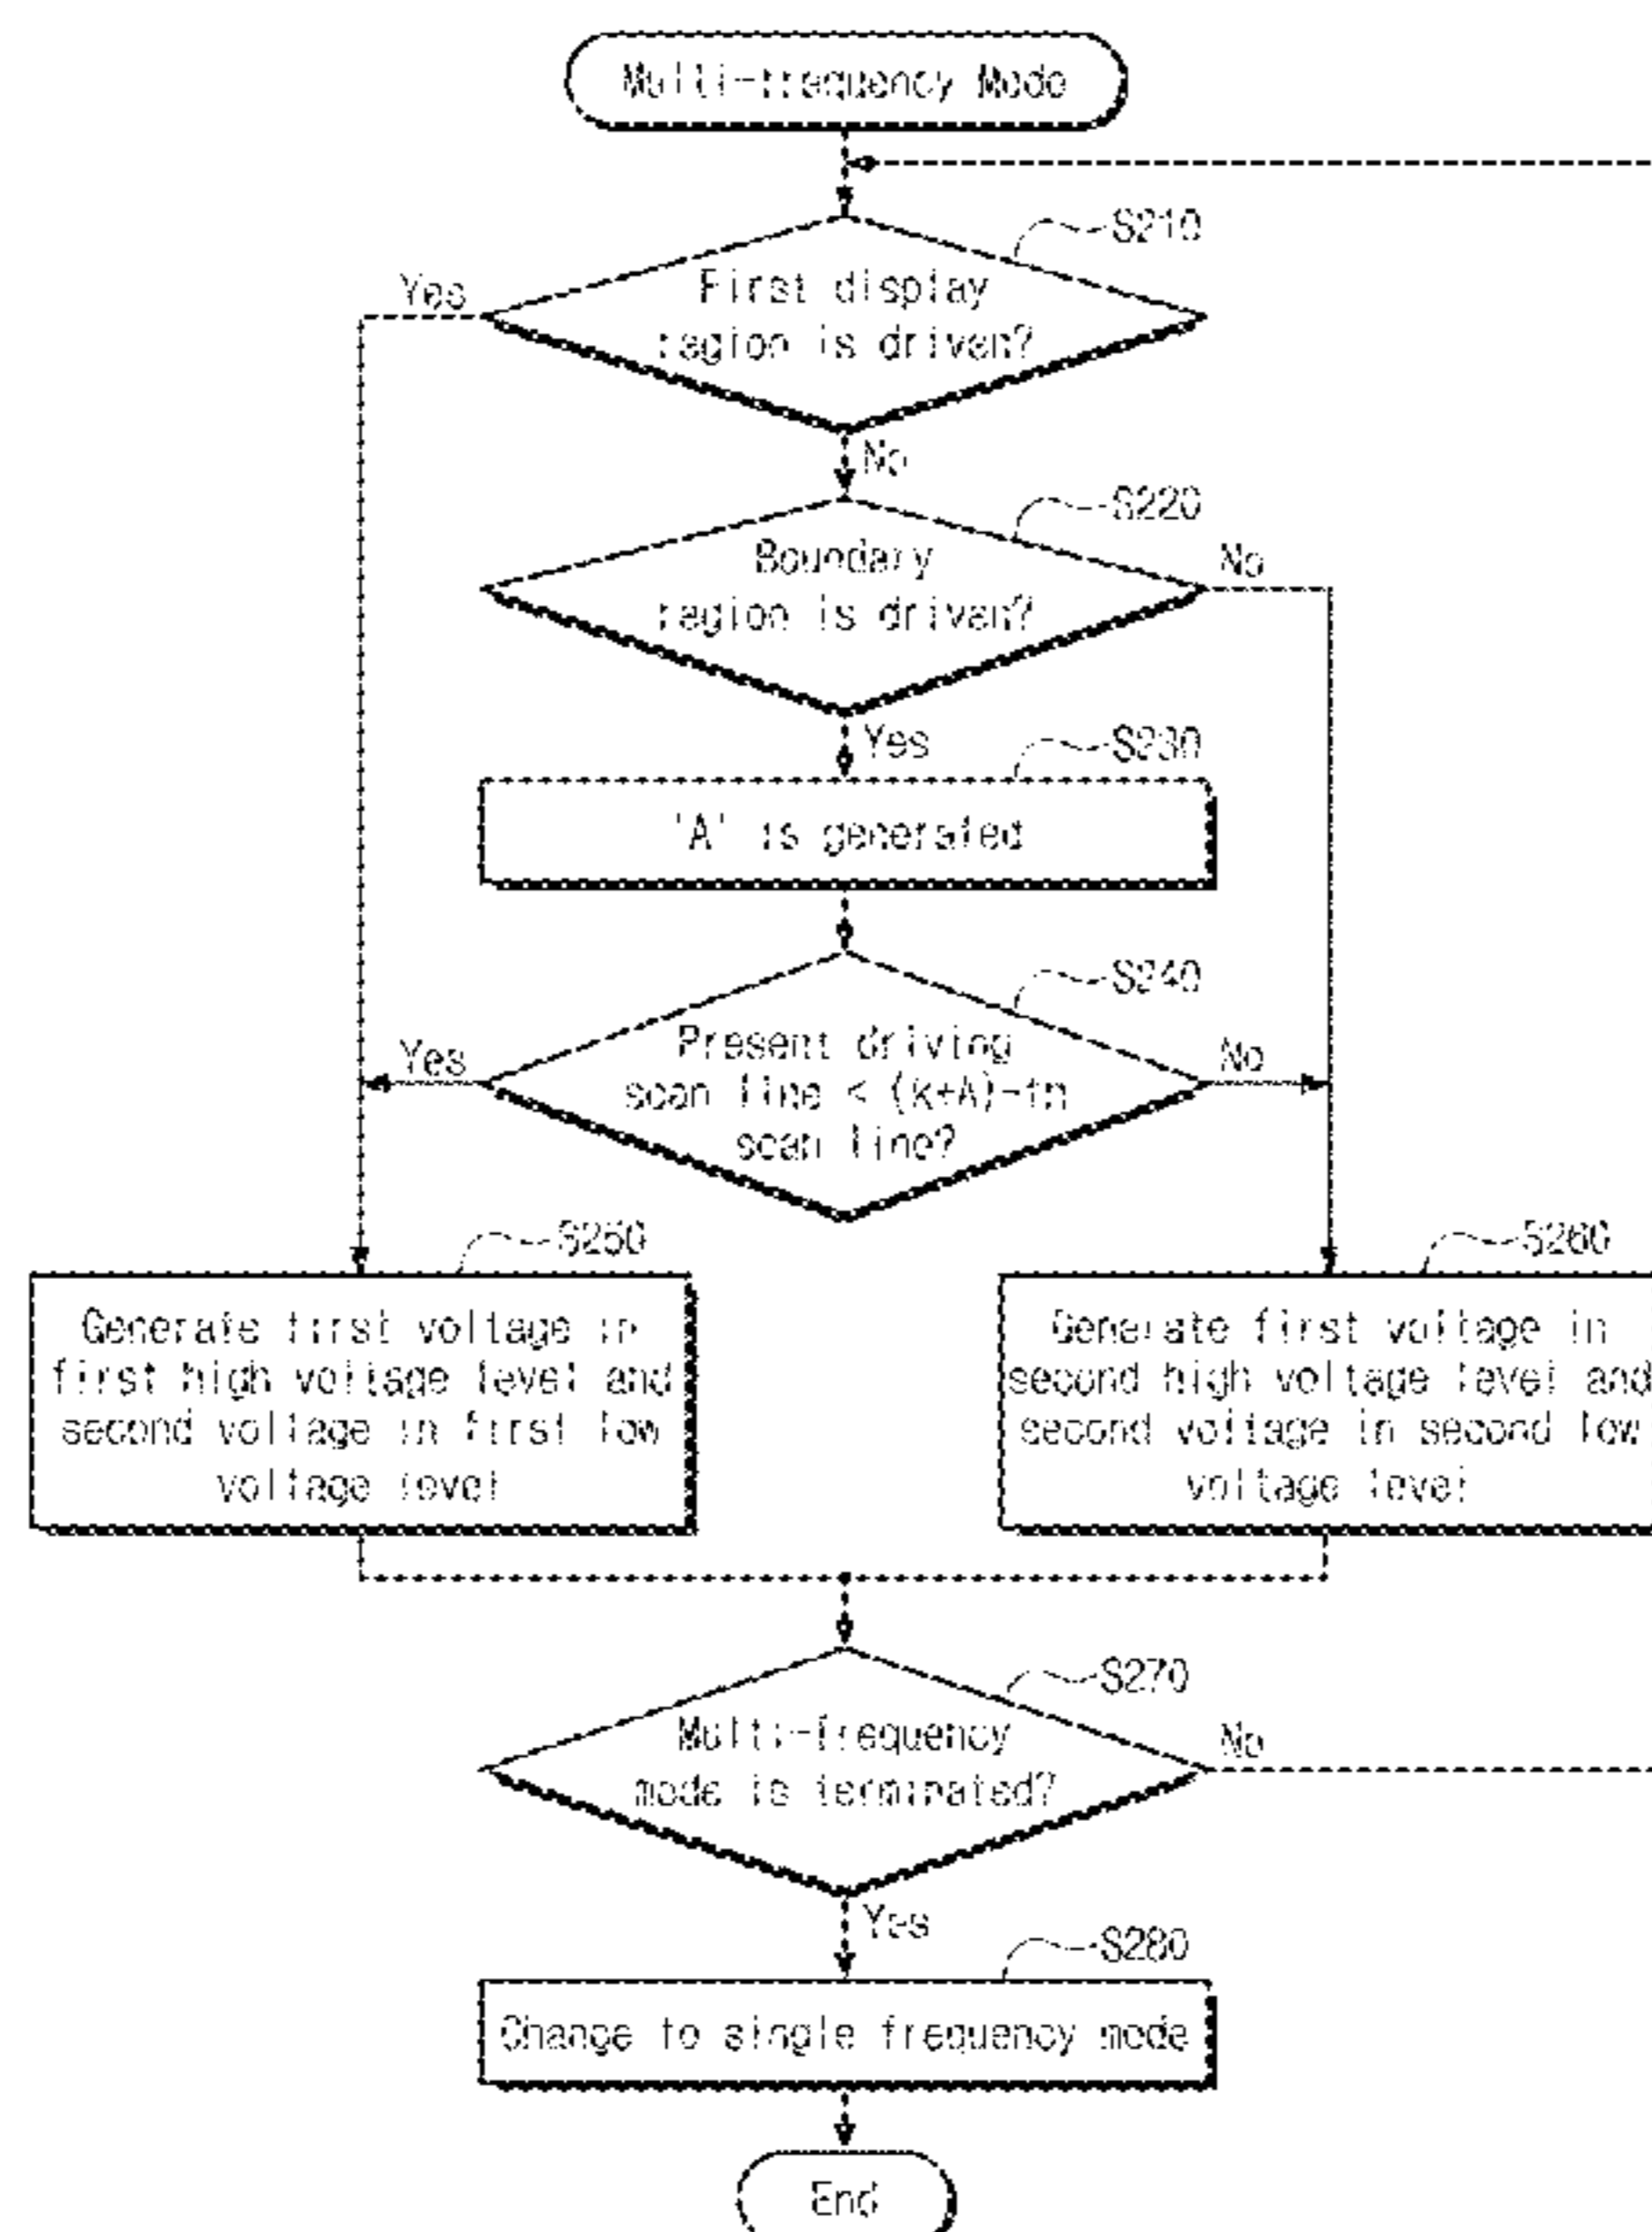 Multi-frequency Mode
S210
Yes
First display
region is driven?
No
S220
Boundary
region is driven?
No
Yes
S230
'A' is generated
S240
Yes
Present driving
scan line < (k+A)-th
scan line?
No
S250
S260
Generate first voltage in
first high voltage level and
second voltage in first low
voltage level
Generate first voltage in
second high voltage level and
second voltage in second low
voltage level
S270
Multi-frequency
mode is terminated?
No
Yes
S280
Change to single frequency mode
End